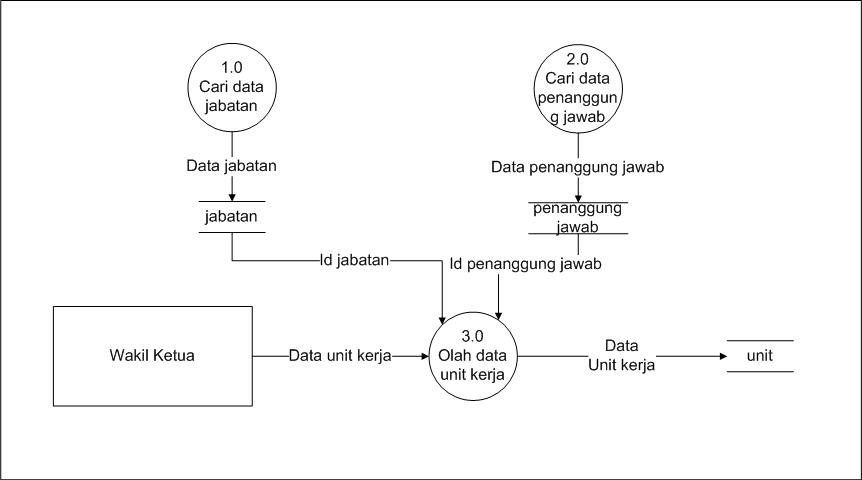 1.0
Cari data
jabatan
2.0
Cari data
penanggun
g jawab
Data jabatan
Data penanggung jawab
jabatan
penanggung
jawab
Id jabatan
Id penanggung jawab
Wakil Ketua
Data unit kerja
3.0
Olah data
unit kerja
Data
Unit kerja
unit